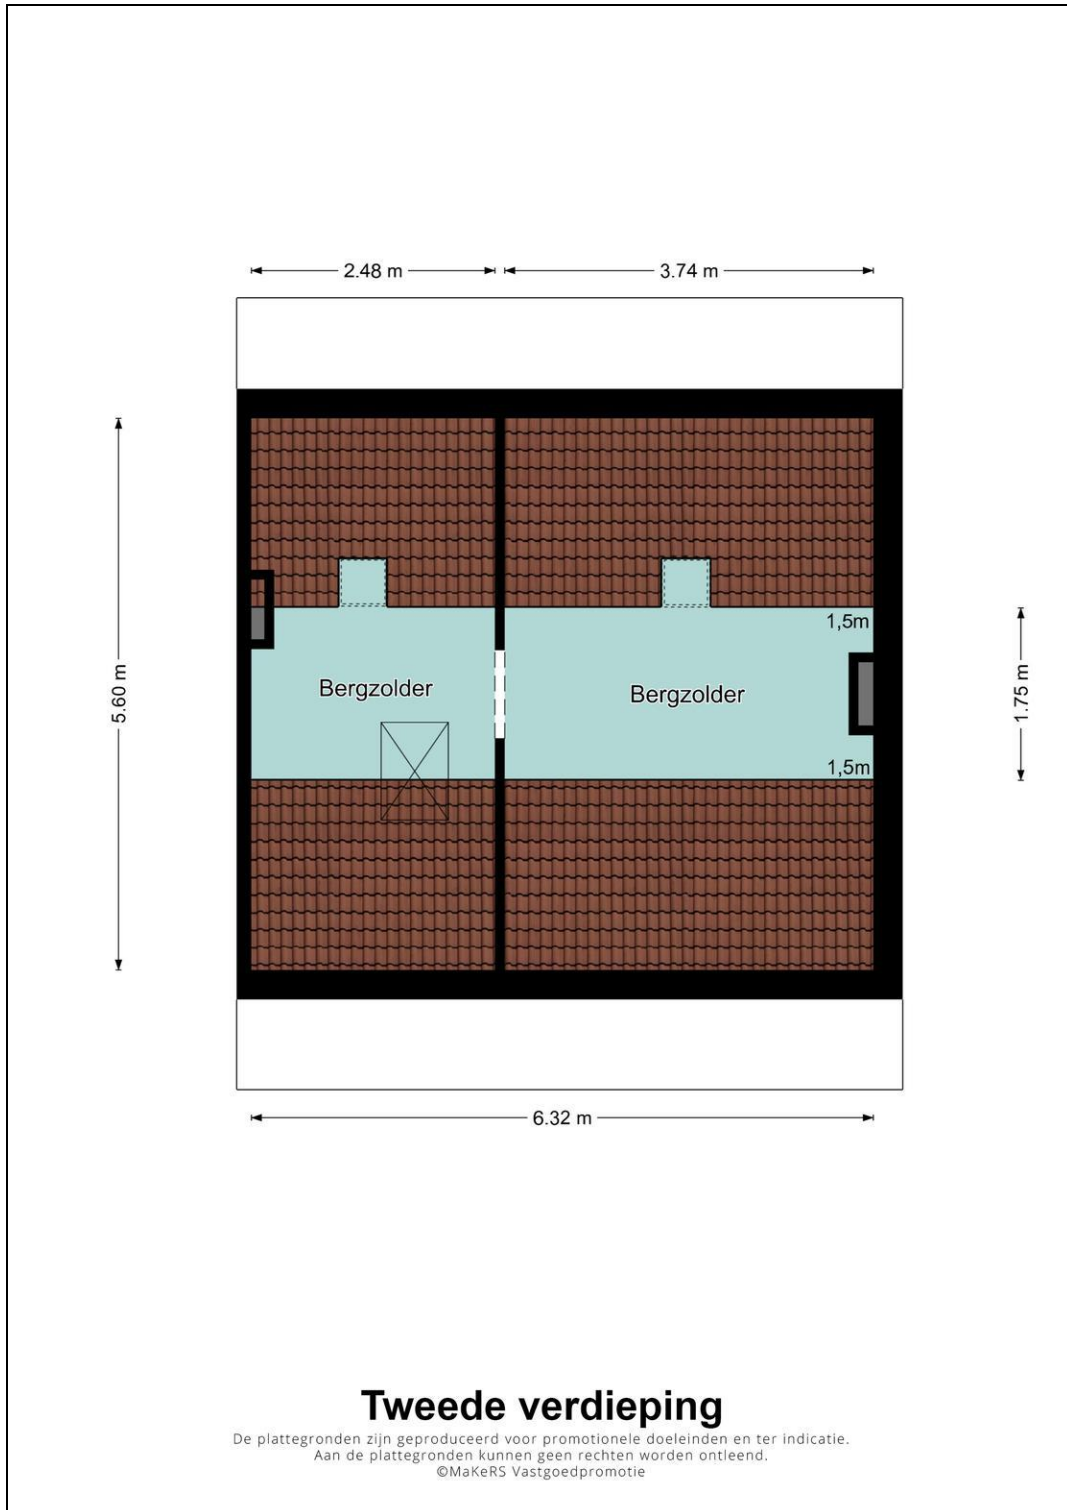 2.48 m
3.74 m
5.60 m
1,5m
Bergzolder
Bergzolder
1.75 m
1,5m
6.32 m
Tweede verdieping
De plattegronden zijn geproduceerd voor promotionele doeleinden en ter indicatie.
Aan de plattegronden kunnen geen rechten worden ontleend.
©MaKeRS Vastgoedpromotie